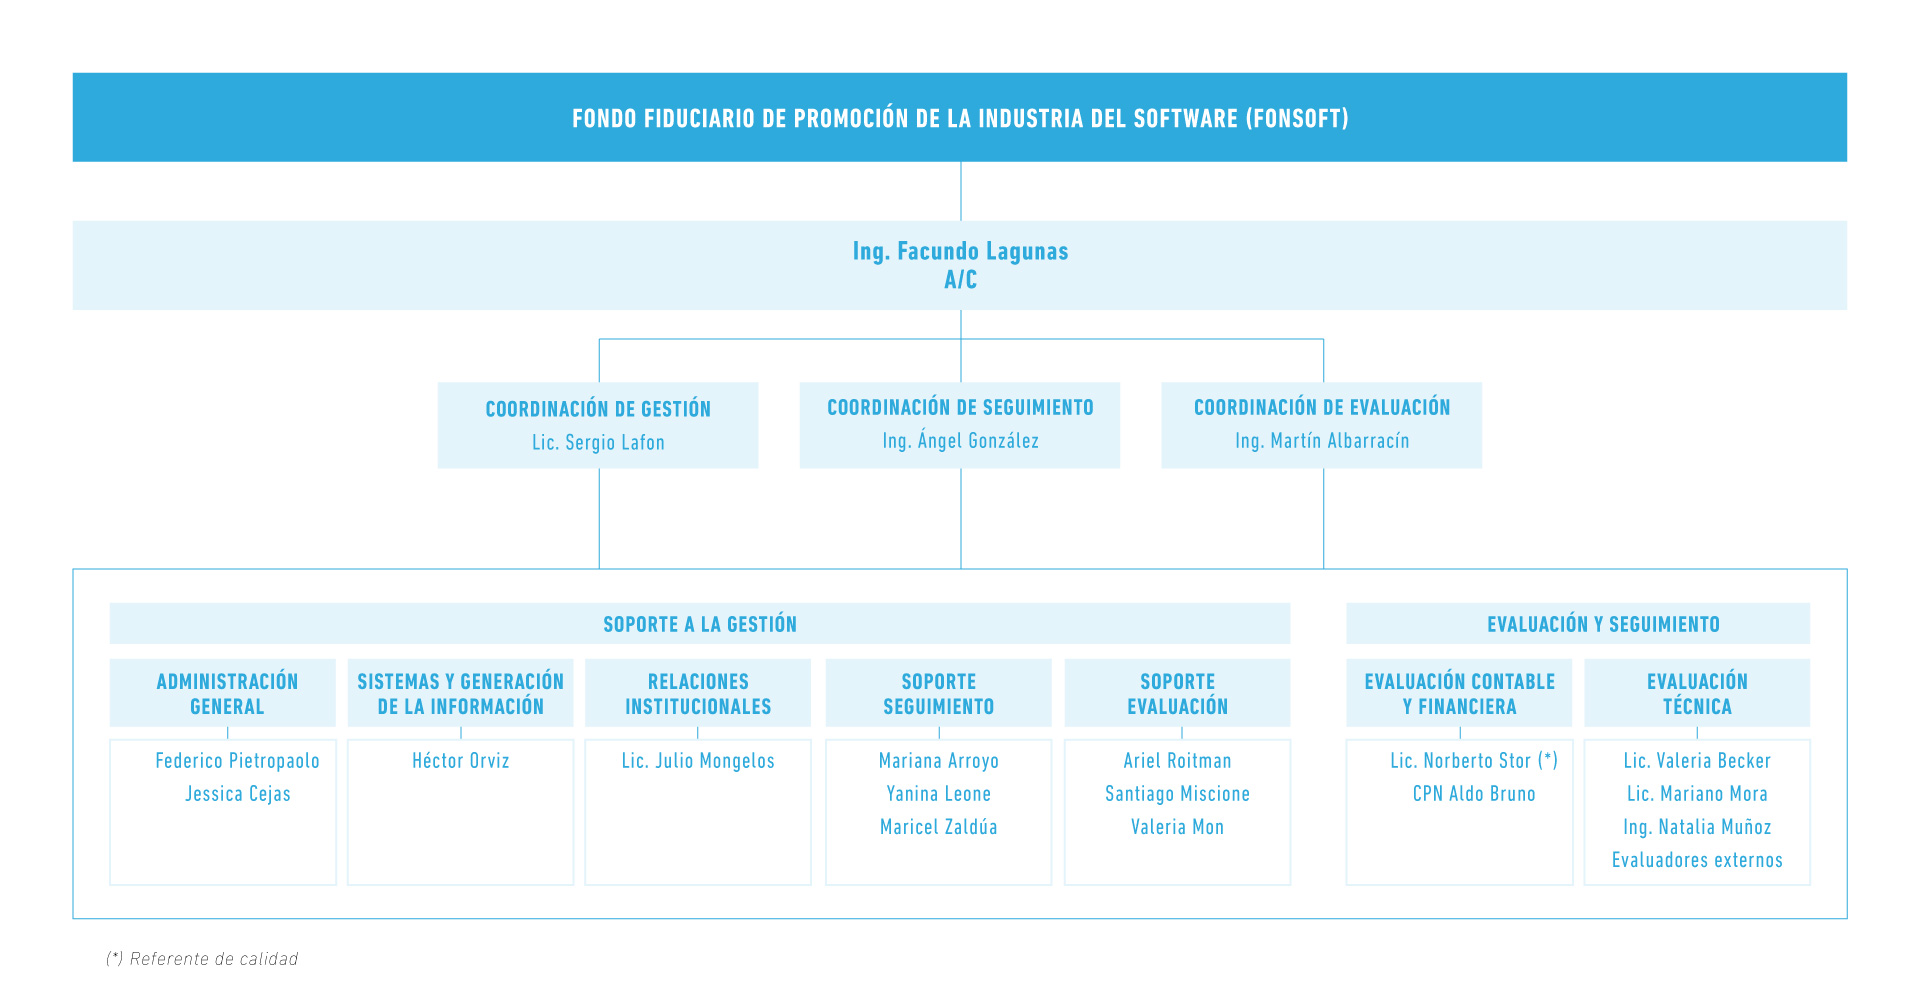 FONDO FIDUCIARIO DE PROMOCIÓN DE LA INDUSTRIA DEL SOFTWARE (FONSOFT)
Ing. Facundo Lagunas
A/C
COORDINACIÓN DE GESTIÓN
Lic. Sergio Lafon
COORDINACIÓN DE SEGUIMIENTO
Ing. Ángel González
COORDINACIÓN DE EVALUACIÓN
Ing. Martín Albarracín
SOPORTE A LA GESTIÓN
ADMINISTRACIÓN
GENERAL
Federico Pietropaolo
Jessica Cejas
SISTEMAS Y GENERACIÓN
DE LA INFORMACIÓN
Héctor Orviz
RELACIONES
INSTITUCIONALES
Lic. Julio Mongelos
SOPORTE
SEGUIMIENTO
Mariana Arroyo
Yanina Leone
Maricel Zaldúa
SOPORTE
EVALUACIÓN
Ariel Roitman
Santiago Miscione
Valeria Mon
EVALUACIÓN Y SEGUIMIENTO
EVALUACIÓN CONTABLE
Y FINANCIERA
Lic. Norberto Stor (*)
CPN Aldo Bruno
EVALUACIÓN
TÉCNICA
Lic. Valeria Becker
Lic. Mariano Mora
Ing. Natalia Muñoz
Evaluadores externos
(*) Referente de calidad